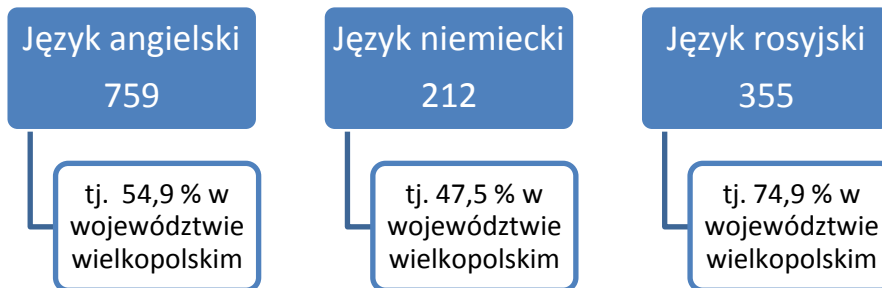 Język angielski
759
tj. 54,9 % w
województwie
wielkopolskim
Język niemiecki
212
tj. 47,5 % w
województwie
wielkopolskim
Język rosyjski
355
tj. 74,9 % w
województwie
wielkopolskim